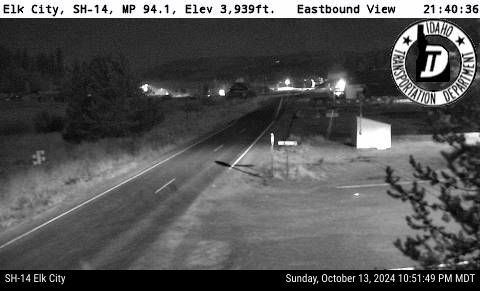 Elk City, SH-14, MP 94.1, Elev 3,939ft. Eastbound View 21:40:36
IDAHO
TRANSPORTATION DEPARTMENT
SH-14 Elk City Sunday, October 13, 2024 10:51:49 PM MDT